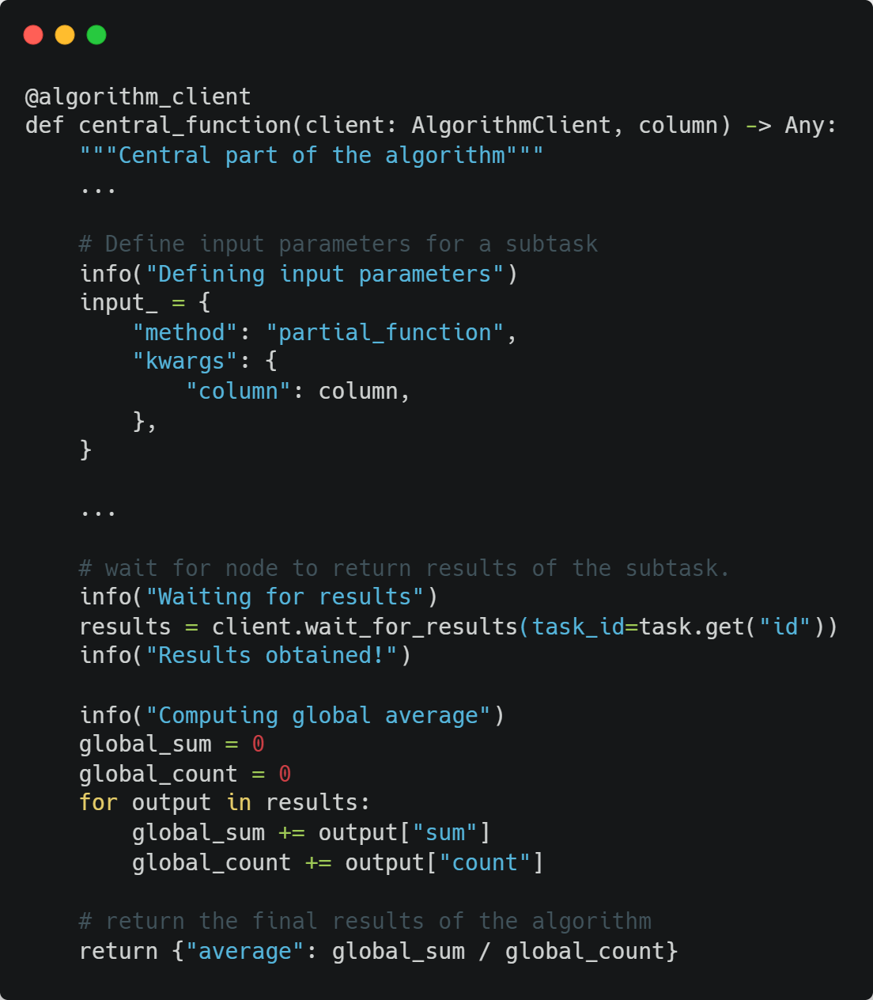 @algorithm_client
def central_function(client: AlgorithmClient, column) -> Any:
    """Central part of the algorithm"""
    ...

    # Define input parameters for a subtask
    info("Defining input parameters")
    input_ = {
        "method": "partial_function",
        "kwargs": {
            "column": column,
        },
    }

    ...

    # wait for node to return results of the subtask.
    info("Waiting for results")
    results = client.wait_for_results(task_id=task.get("id"))
    info("Results obtained!")

    info("Computing global average")
    global_sum = 0
    global_count = 0
    for output in results:
        global_sum += output["sum"]
        global_count += output["count"]

    # return the final results of the algorithm
    return {"average": global_sum / global_count}